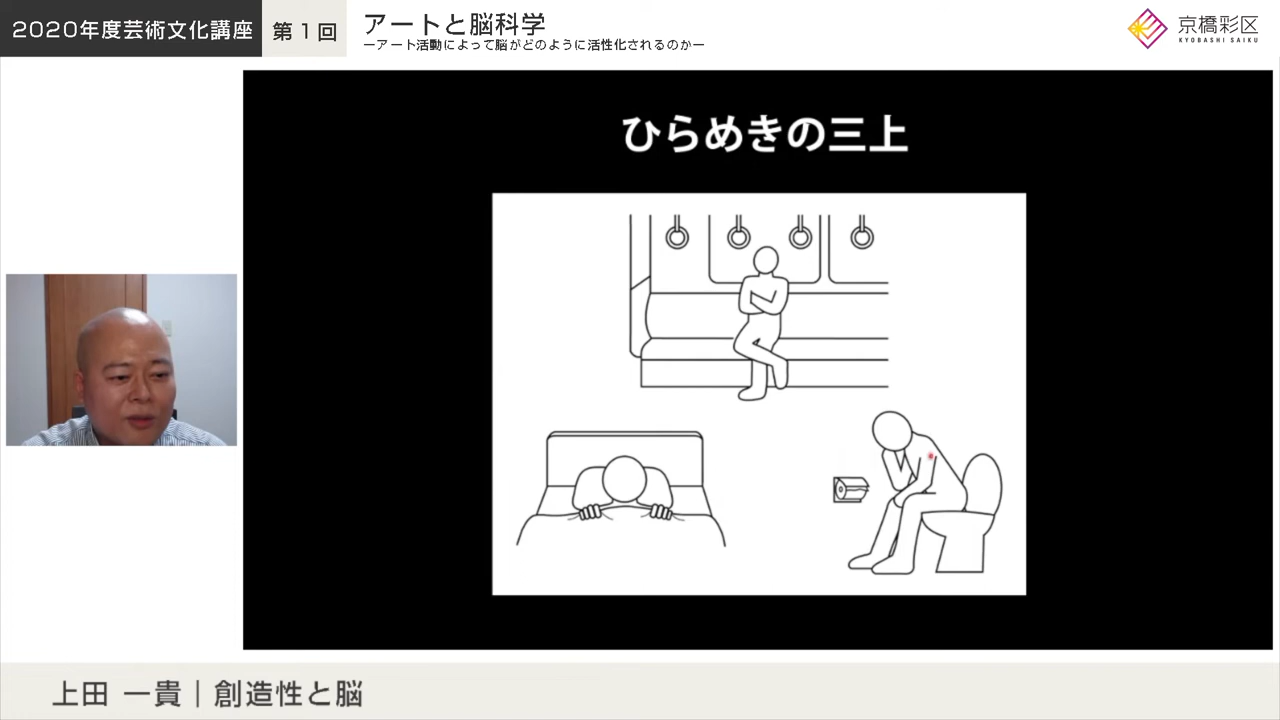 2020年度芸術文化講座
第1回
アートと脳科学
ーアート活動によって脳がどのように活性化されるのかー
京橋彩区
KYOBASHI SAIKU
ひらめきの三上
上田 一貴｜創造性と脳